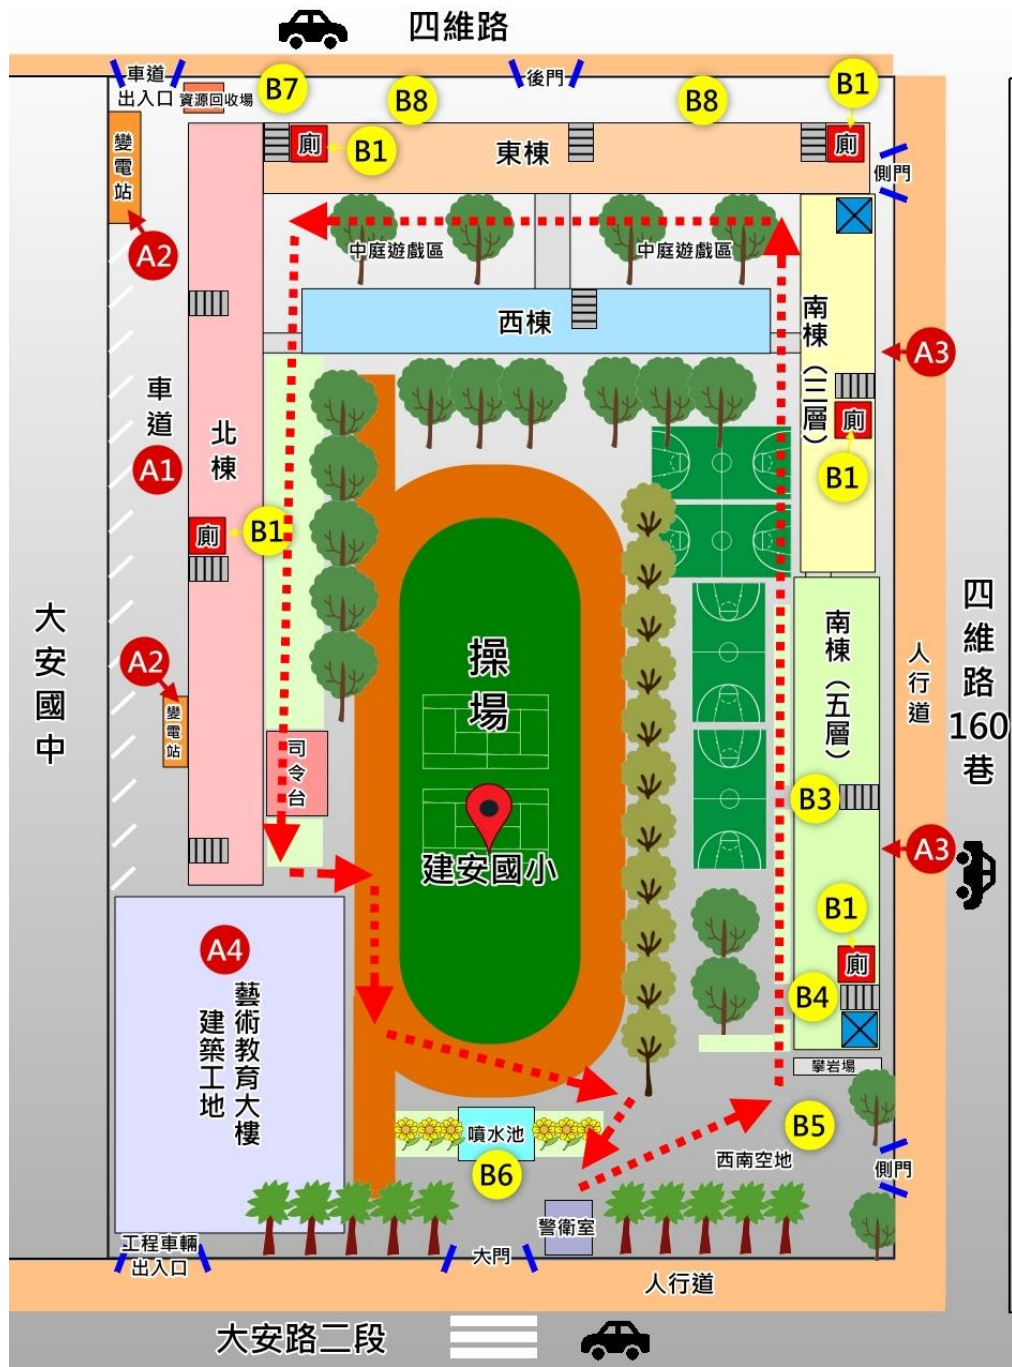 四維路
車道
出入口
資源回收場
B7
B8
後門
B8
B1
變電站
廁
B1
東棟
廁
側門
A2
中庭遊戲區
中庭遊戲區
西棟
南棟（三層）
A3
車道
A1
北棟
廁
B1
廁
B1
大安國中
A2
變電站
操場
司令台
建安國小
南棟（五層）
人行道
四維路160巷
B3
A3
B1
廁
B4
A4
藝術教育大樓
建築工地
攀岩場
B5
噴水池
B6
西南空地
側門
警衛室
工程車輛
出入口
大門
人行道
大安路二段